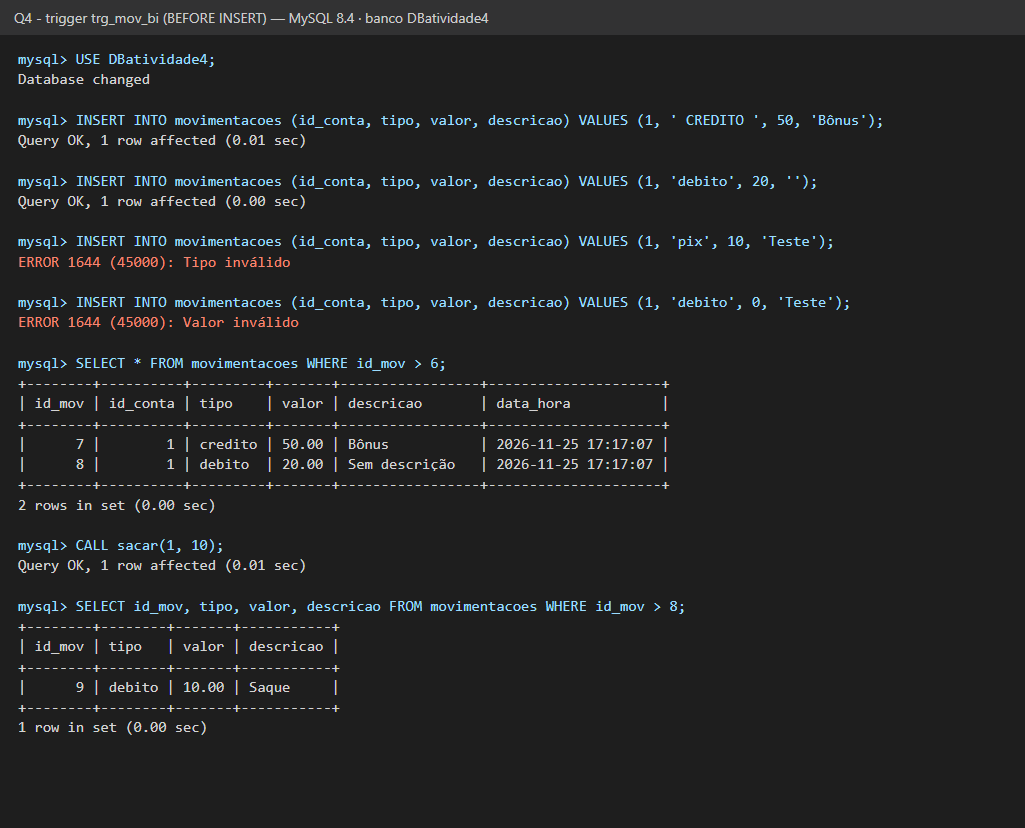 Q4 - trigger trg_mov_bi (BEFORE INSERT) — MySQL 8.4 · banco DBatividade4
mysql> USE DBatividade4;
Database changed
mysql> INSERT INTO movimentacoes (id_conta, tipo, valor, descricao) VALUES (1, ' CREDITO ', 50, 'Bônus');
Query OK, 1 row affected (0.01 sec)
mysql> INSERT INTO movimentacoes (id_conta, tipo, valor, descricao) VALUES (1, 'debito', 20, '');
Query OK, 1 row affected (0.00 sec)
mysql> INSERT INTO movimentacoes (id_conta, tipo, valor, descricao) VALUES (1, 'pix', 10, 'Teste');
ERROR 1644 (45000): Tipo inválido
mysql> INSERT INTO movimentacoes (id_conta, tipo, valor, descricao) VALUES (1, 'debito', 0, 'Teste');
ERROR 1644 (45000): Valor inválido
mysql> SELECT * FROM movimentacoes WHERE id_mov > 6;
+--------+----------+---------+-------+-----------------+---------------------+
| id_mov | id_conta | tipo    | valor | descricao       | data_hora           |
+--------+----------+---------+-------+-----------------+---------------------+
|      7 |        1 | credito | 50.00 | Bônus           | 2026-11-25 17:17:07 |
|      8 |        1 | debito  | 20.00 | Sem descrição   | 2026-11-25 17:17:07 |
+--------+----------+---------+-------+-----------------+---------------------+
2 rows in set (0.00 sec)
mysql> CALL sacar(1, 10);
Query OK, 1 row affected (0.01 sec)
mysql> SELECT id_mov, tipo, valor, descricao FROM movimentacoes WHERE id_mov > 8;
+--------+--------+-------+-----------+
| id_mov | tipo   | valor | descricao |
+--------+--------+-------+-----------+
|      9 | debito | 10.00 | Saque     |
+--------+--------+-------+-----------+
1 row in set (0.00 sec)